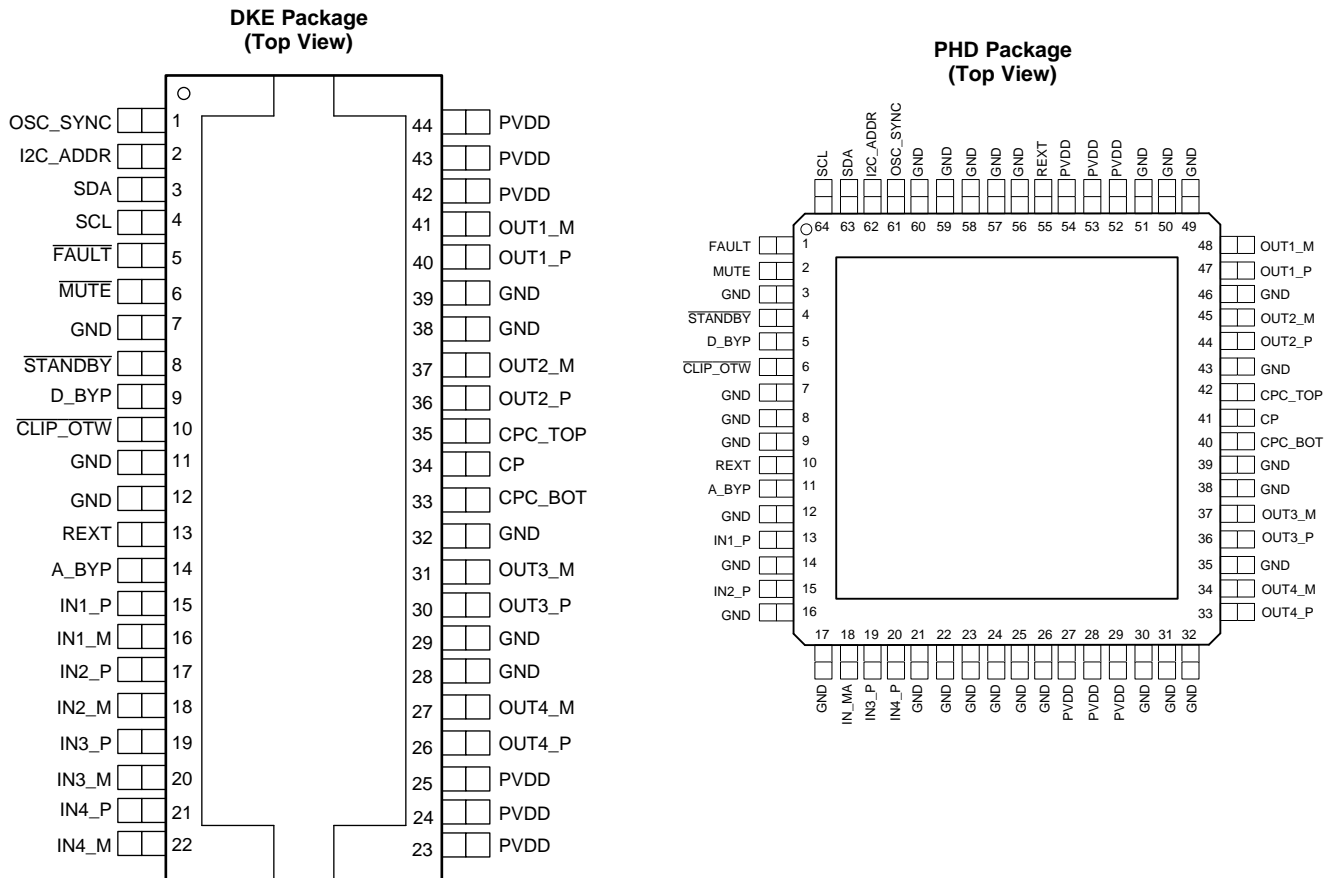 DKE Package
(Top View)
OSC_SYNC 1
I2C_ADDR 2
SDA 3
SCL 4
FAULT 5
MUTE 6
GND 7
STANDBY 8
D_BYP 9
CLIP_OTW 10
GND 11
GND 12
REXT 13
A_BYP 14
IN1_P 15
IN1_M 16
IN2_P 17
IN2_M 18
IN3_P 19
IN3_M 20
IN4_P 21
IN4_M 22
44 PVDD
43 PVDD
42 PVDD
41 OUT1_M
40 OUT1_P
39 GND
38 GND
37 OUT2_M
36 OUT2_P
35 CPC_TOP
34 CP
33 CPC_BOT
32 GND
31 OUT3_M
30 OUT3_P
29 GND
28 GND
27 OUT4_M
26 OUT4_P
25 PVDD
24 PVDD
23 PVDD
PHD Package
(Top View)
SCL SDA I2C_ADDR OSC_SYNC GND GND GND GND GND REXT PVDD PVDD PVDD GND GND GND
64 63 62 61 60 59 58 57 56 55 54 53 52 51 50 49
FAULT 1
MUTE 2
GND 3
STANDBY 4
D_BYP 5
CLIP_OTW 6
GND 7
GND 8
GND 9
REXT 10
A_BYP 11
GND 12
IN1_P 13
GND 14
IN2_P 15
GND 16
48 OUT1_M
47 OUT1_P
46 GND
45 OUT2_M
44 OUT2_P
43 GND
42 CPC_TOP
41 CP
40 CPC_BOT
39 GND
38 GND
37 OUT3_M
36 OUT3_P
35 GND
34 OUT4_M
33 OUT4_P
17 18 19 20 21 22 23 24 25 26 27 28 29 30 31 32
GND IN_MA IN3_P IN4_P GND GND GND GND GND GND PVDD PVDD PVDD GND GND GND